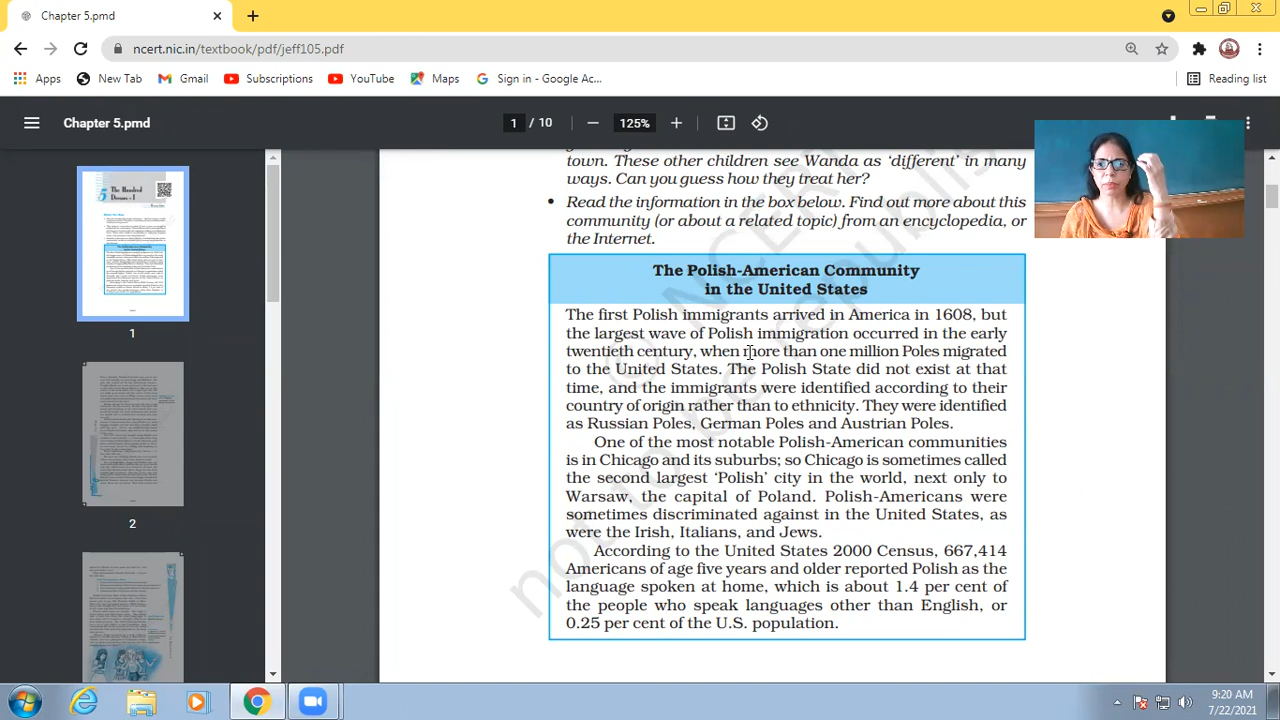 Chapter 5.pmd
ncert.nic.in/textbook/pdf/jeff105.pdf
Apps New Tab Gmail Subscriptions YouTube Maps Sign in - Google Ac... Reading list
Chapter 5.pmd 1 / 10 125%
town. These other children see Wanda as ‘different’ in many
ways. Can you guess how they treat her?
• Read the information in the box below. Find out more about this
community (or about a related topic) from an encyclopedia, or
the Internet.
The Polish-American Community
in the United States
The first Polish immigrants arrived in America in 1608, but
the largest wave of Polish immigration occurred in the early
twentieth century, when more than one million Poles migrated
to the United States. The Polish State did not exist at that
time, and the immigrants were identified according to their
country of origin rather than to ethnicity. They were identified
as Russian Poles, German Poles and Austrian Poles.
One of the most notable Polish-American communities
is in Chicago and its suburbs; so Chicago is sometimes called
the second largest ‘Polish’ city in the world, next only to
Warsaw, the capital of Poland. Polish-Americans were
sometimes discriminated against in the United States, as
were the Irish, Italians, and Jews.
According to the United States 2000 Census, 667,414
Americans of age five years and older reported Polish as the
language spoken at home, which is about 1.4 per cent of
the people who speak languages other than English, or
0.25 per cent of the U.S. population.
5 The Hundred
Dresses - I
1
2
9:20 AM
7/22/2021